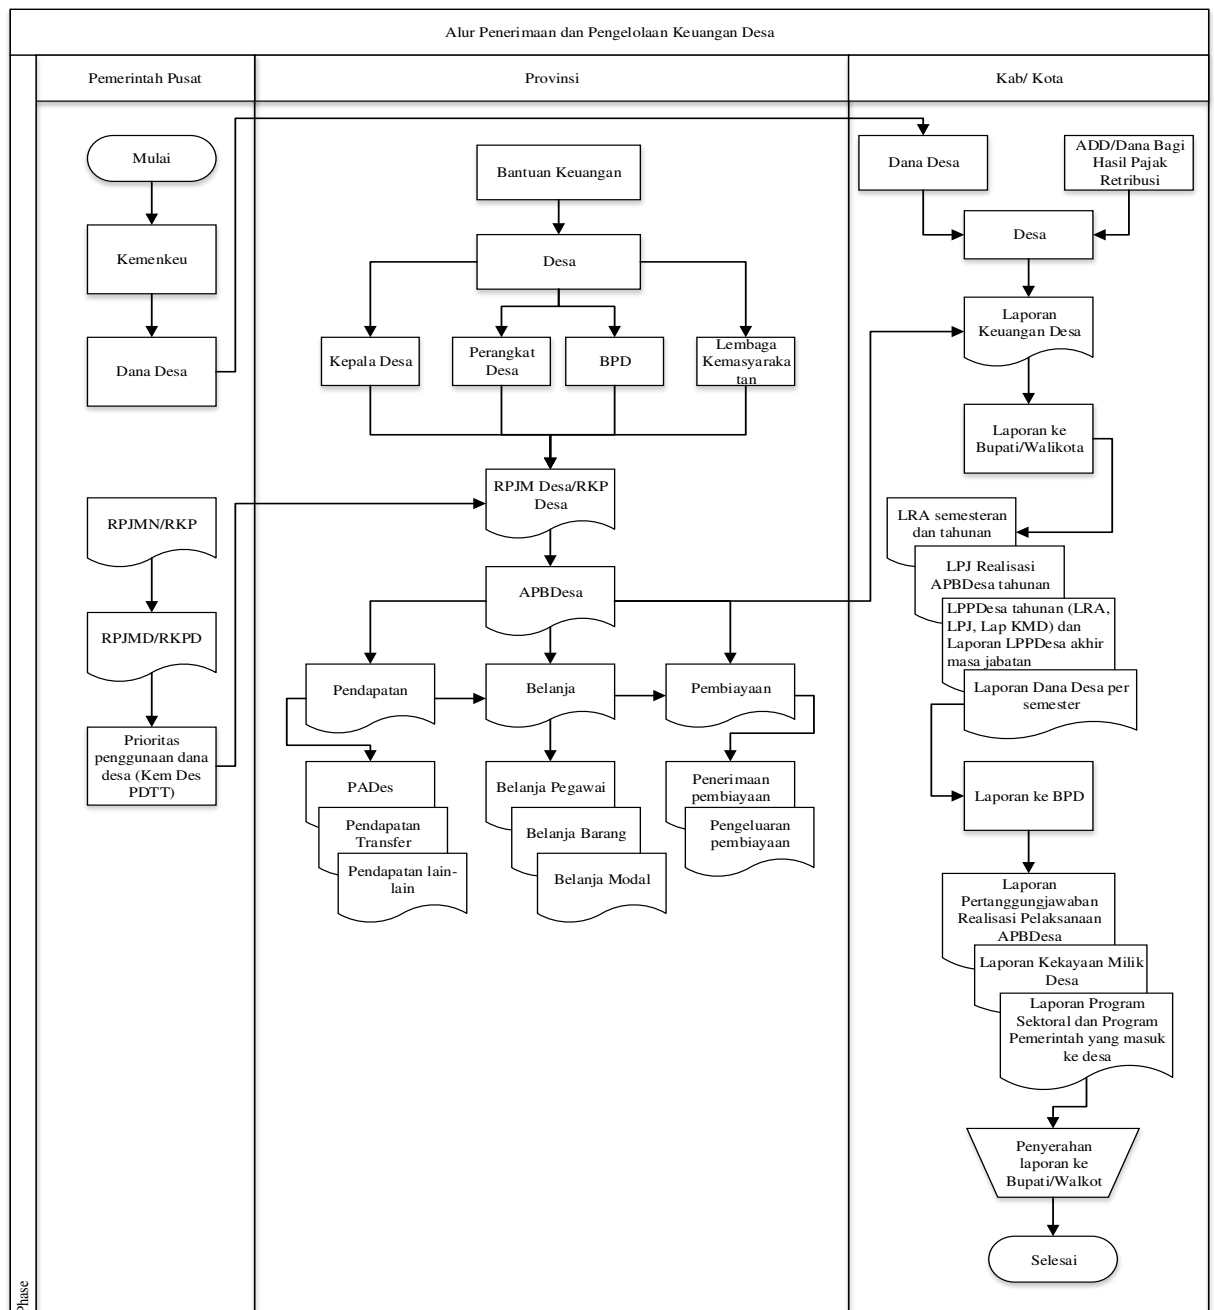 Alur Penerimaan dan Pengelolaan Keuangan Desa
Pemerintah Pusat
Provinsi
Kab/ Kota
Mulai
Kemenkeu
Dana Desa
RPJMN/RKP
RPJMD/RKPD
Prioritas
penggunaan dana
desa (Kem Des
PDTT)
Bantuan Keuangan
Desa
Kepala Desa
Perangkat
Desa
BPD
Lembaga
Kemasyaraka
tan
RPJM Desa/RKP
Desa
APBDesa
Pendapatan
Belanja
Pembiayaan
PADes
Pendapatan
Transfer
Pendapatan lain-
lain
Belanja Pegawai
Belanja Barang
Belanja Modal
Penerimaan
pembiayaan
Pengeluaran
pembiayaan
Dana Desa
ADD/Dana Bagi
Hasil Pajak
Retribusi
Desa
Laporan
Keuangan Desa
Laporan ke
Bupati/Walikota
LRA semesteran
dan tahunan
LPJ Realisasi
APBDesa tahunan
LPPDesa tahunan (LRA,
LPJ, Lap KMD) dan
Laporan LPPDesa akhir
masa jabatan
Laporan Dana Desa per
semester
Laporan ke BPD
Laporan
Pertanggungjawaban
Realisasi Pelaksanaan
APBDesa
Laporan Kekayaan Milik
Desa
Laporan Program
Sektoral dan Program
Pemerintah yang masuk
ke desa
Penyerahan
laporan ke
Bupati/Walkot
Selesai
Phase